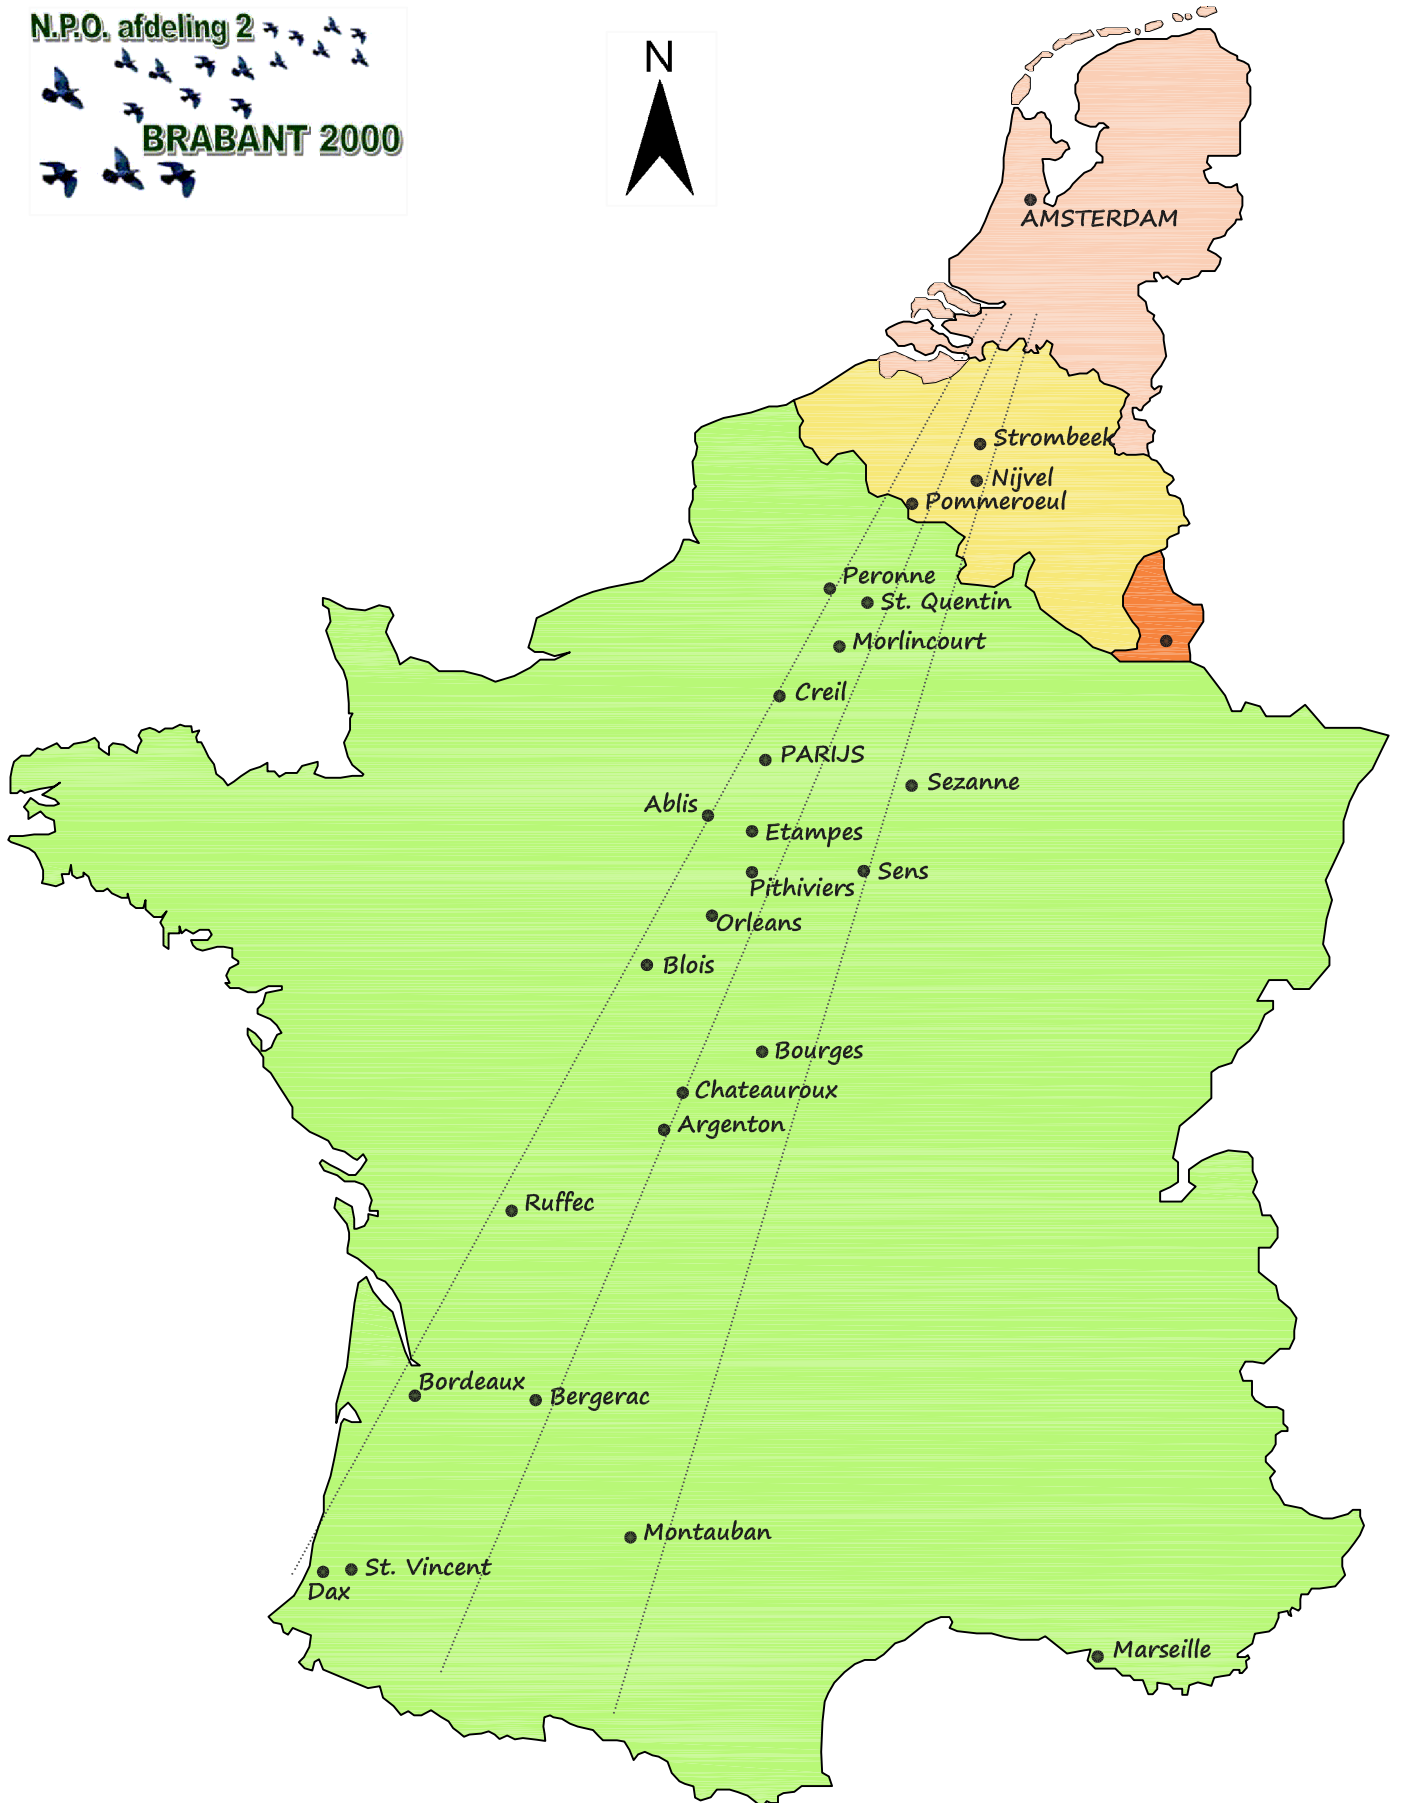 N.P.O. afdeling 2
BRABANT 2000
N
AMSTERDAM
Strombeek
Nijvel
Pommeroeul
Peronne
St. Quentin
Morlincourt
Creil
PARIJS
Sezanne
Ablis
Etampes
Sens
Pithiviers
Orleans
Blois
Bourges
Chateauroux
Argenton
Ruffec
Bordeaux
Bergerac
Montauban
St. Vincent
Dax
Marseille